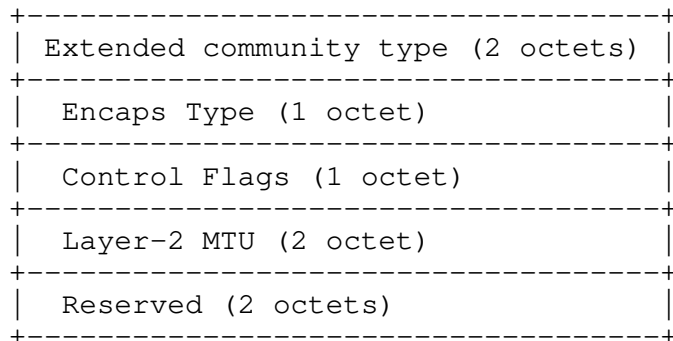 +------------------------------------+
| Extended community type (2 octets) |
+------------------------------------+
|  Encaps Type (1 octet)             |
+------------------------------------+
|  Control Flags (1 octet)           |
+------------------------------------+
|  Layer-2 MTU (2 octet)             |
+------------------------------------+
|  Reserved (2 octets)               |
+------------------------------------+